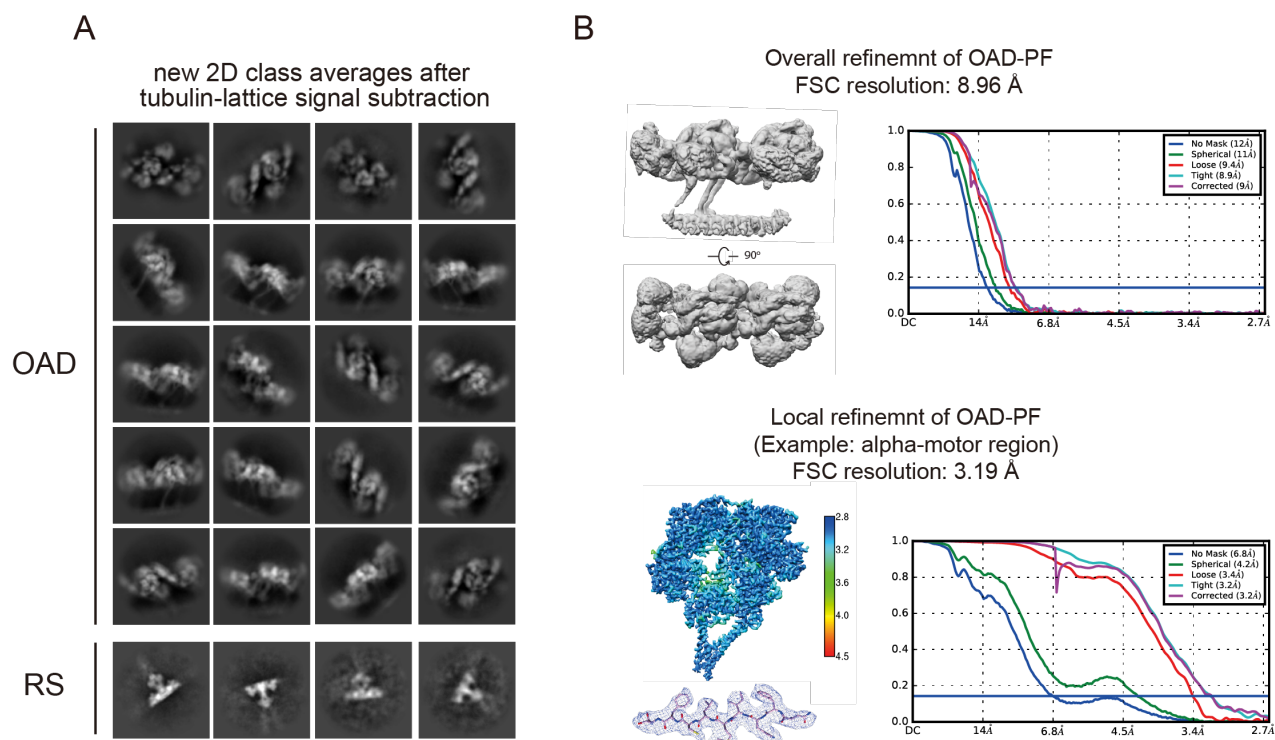 A
new 2D class averages after
tubulin-lattice signal subtraction
OAD
RS
B
Overall refinemnt of OAD-PF
FSC resolution: 8.96 Å
90°
1.0
0.8
0.6
0.4
0.2
0.0
DC
14Å
6.8Å
4.5Å
3.4Å
2.7Å
No Mask (12Å)
Spherical (11Å)
Loose (9.4Å)
Tight (8.9Å)
Corrected (9Å)
Local refinemnt of OAD-PF
(Example: alpha-motor region)
FSC resolution: 3.19 Å
2.8
3.2
3.6
4.0
4.5
1.0
0.8
0.6
0.4
0.2
0.0
DC
14Å
6.8Å
4.5Å
3.4Å
2.7Å
No Mask (6.8Å)
Spherical (4.2Å)
Loose (3.4Å)
Tight (3.2Å)
Corrected (3.2Å)